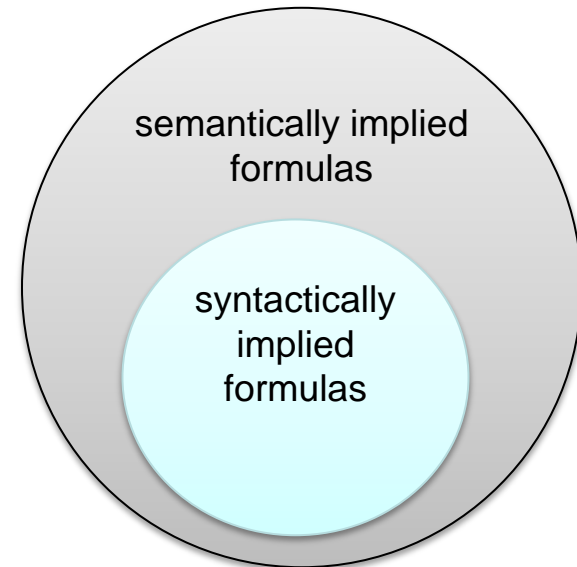 semantically implied
formulas
syntactically
implied
formulas